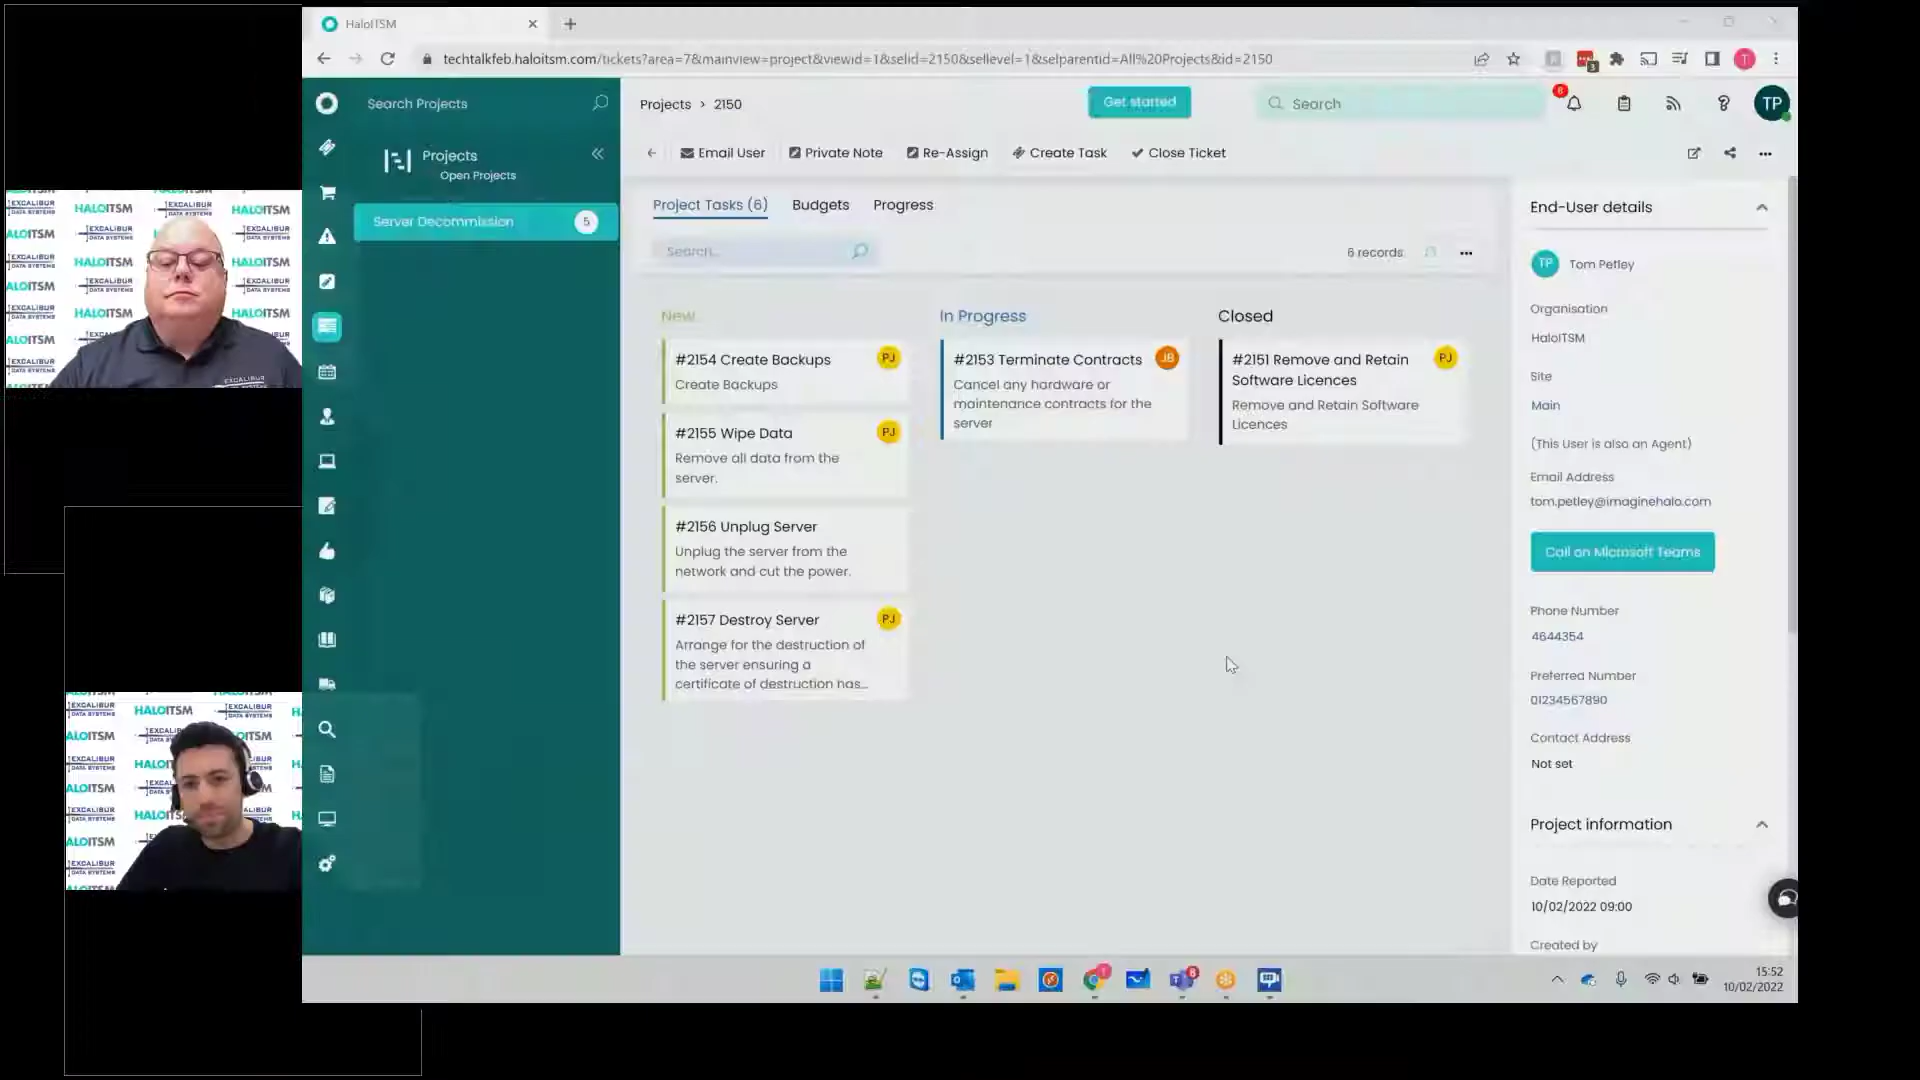 HaloITSM
techtalkfeb.haloitsm.com/tickets?area=7&mainview=project&viewid=1&selid=2150&sellevel=1&selparentid=All%20Projects&id=2150
3
T
Search Projects
Projects > 2150
Get started
Search
6
TP
Projects
Open Projects
Email User
Private Note
Re-Assign
Create Task
Close Ticket
Server Decommission
5
Project Tasks (6)
Budgets
Progress
Search...
6 records
New
#2154 Create Backups
PJ
Create Backups
#2155 Wipe Data
PJ
Remove all data from the
server.
#2156 Unplug Server
Unplug the server from the
network and cut the power.
#2157 Destroy Server
PJ
Arrange for the destruction of
the server ensuring a
certificate of destruction has...
In Progress
#2153 Terminate Contracts
JB
Cancel any hardware or
maintenance contracts for the
server
Closed
#2151 Remove and Retain
Software Licences
PJ
Remove and Retain Software
Licences
End-User details
TP
Tom Petley
Organisation
HaloITSM
Site
Main
(This User is also an Agent)
Email Address
tom.petley@imaginehalo.com
Call on Microsoft Teams
Phone Number
4644354
Preferred Number
01234567890
Contact Address
Not set
Project information
Date Reported
10/02/2022 09:00
Created by
15:52
10/02/2022
HALOITSM
EXCALIBUR
DATA SYSTEMS
HALOITSM
EXCALIBUR
DATA SYSTEMS